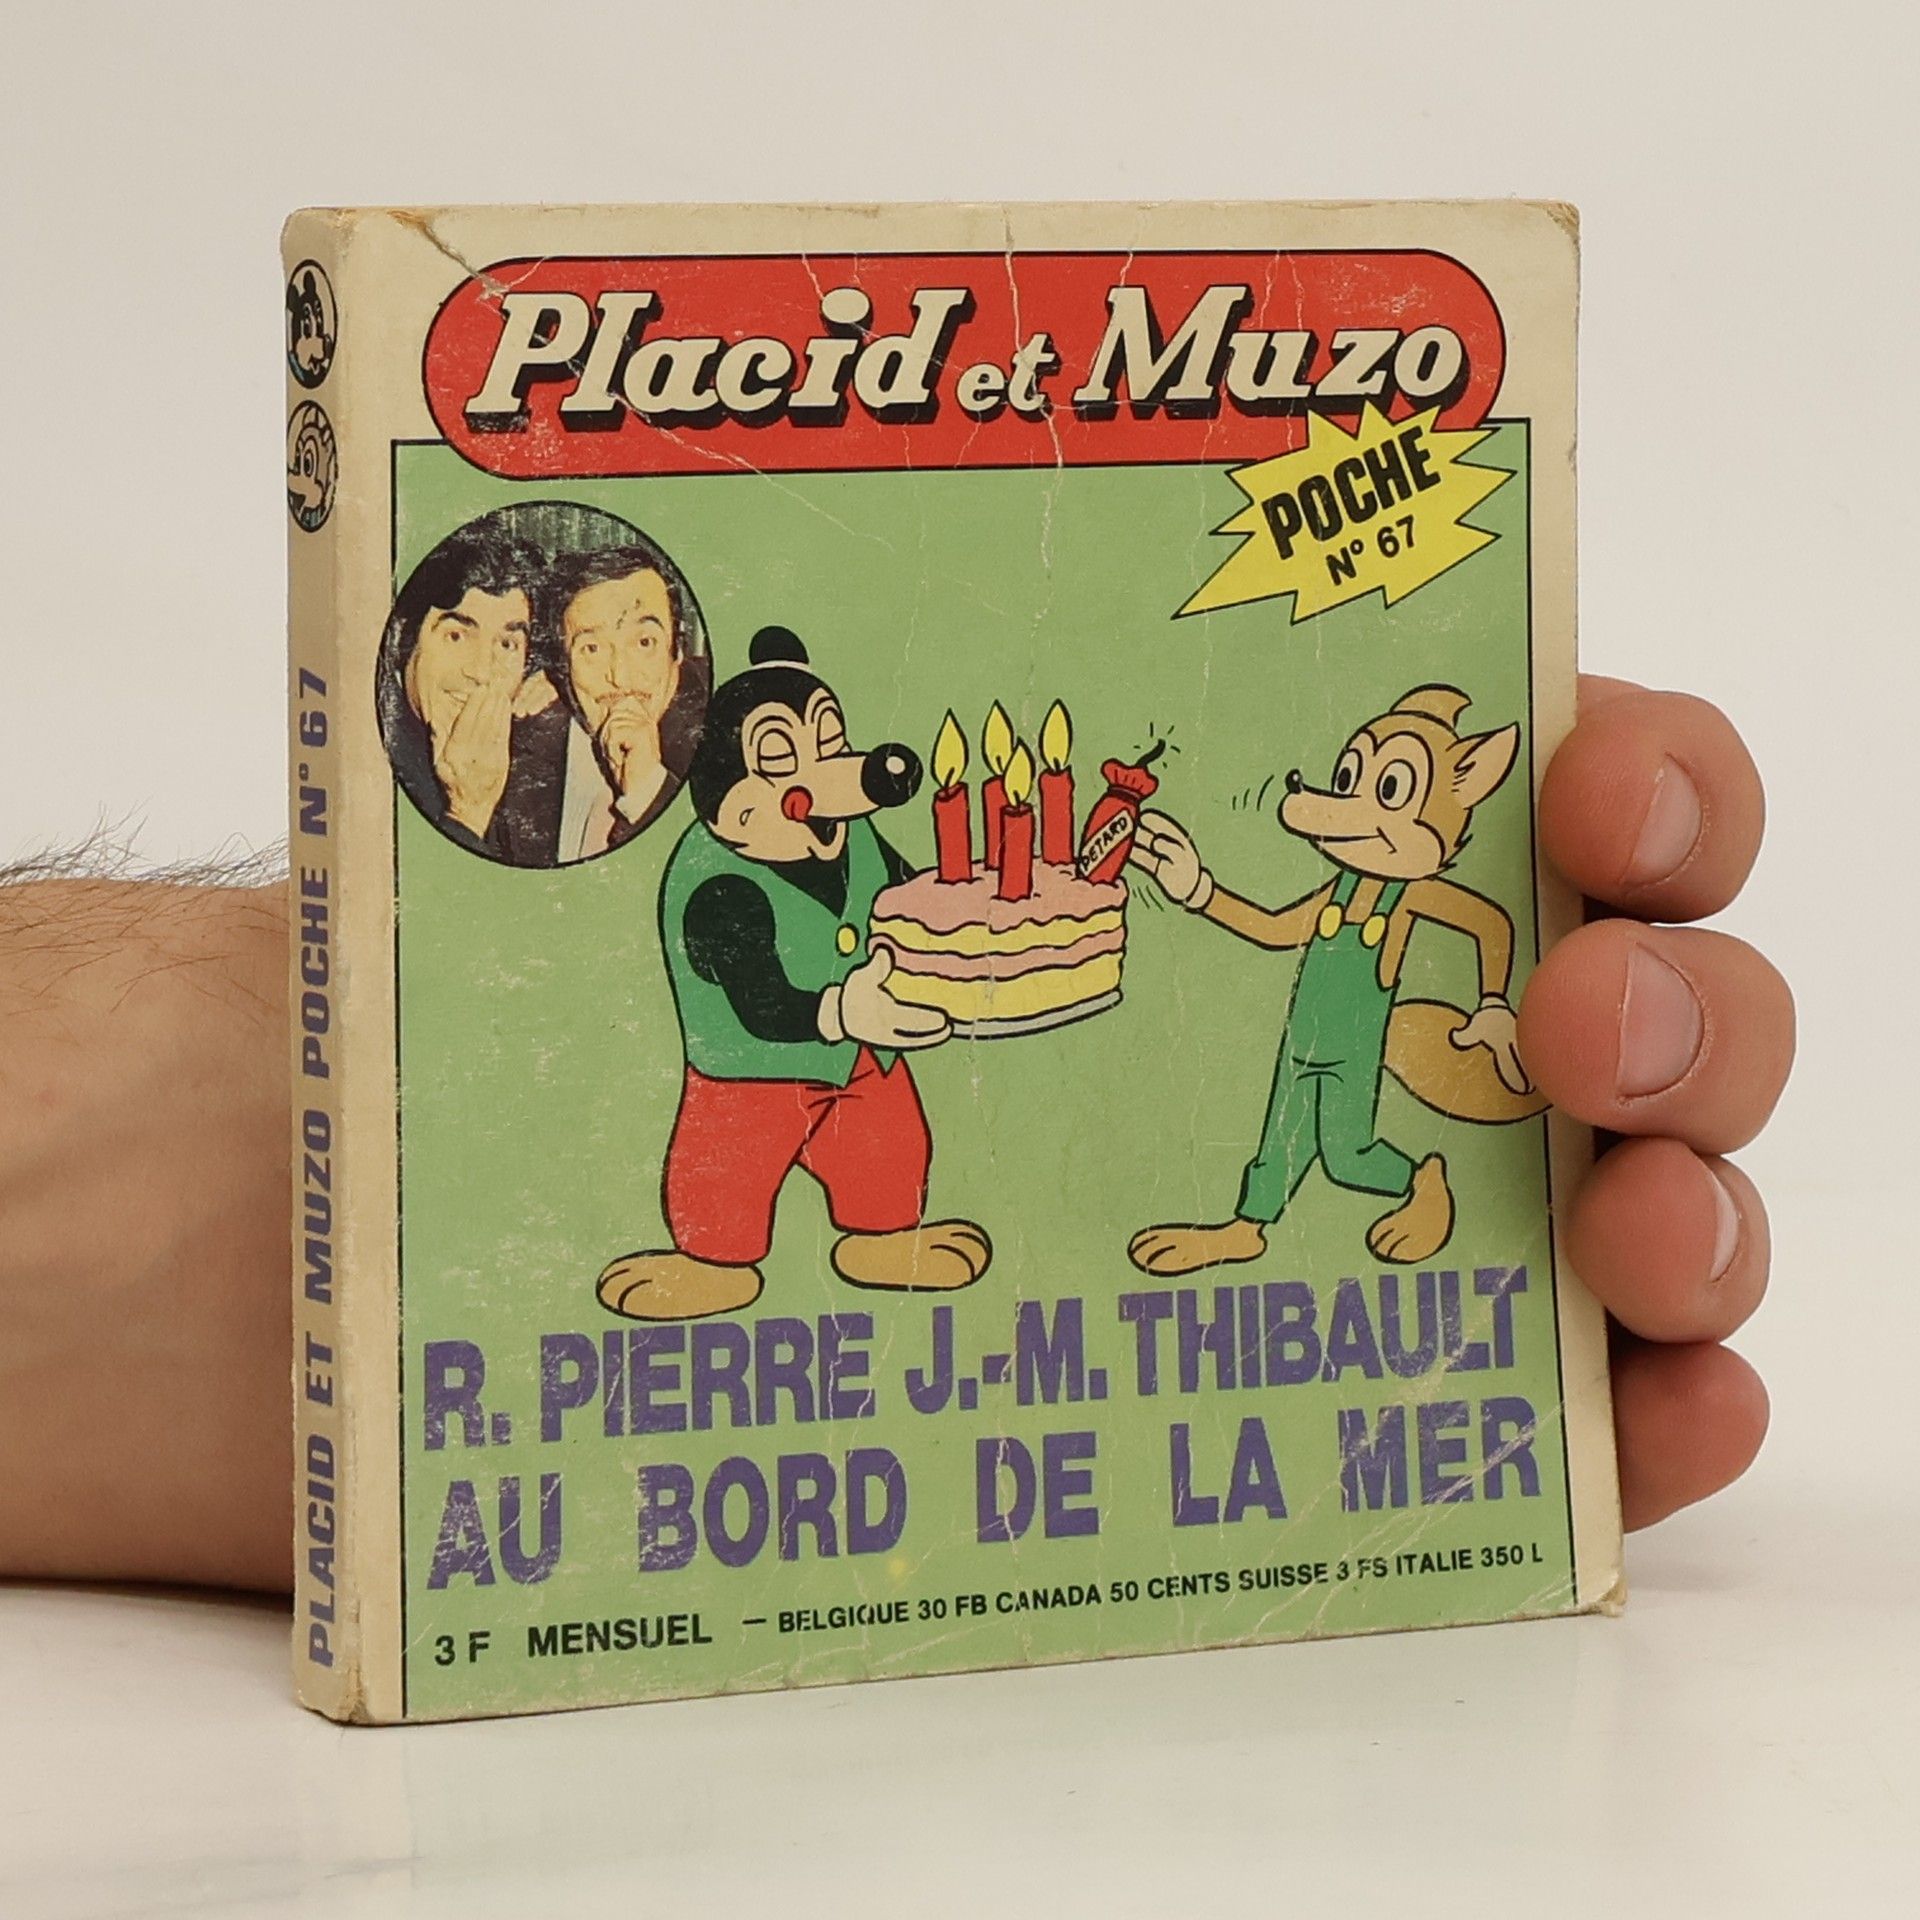 Placid et Muzo
POCHE
N° 67
DETARD
R. PIERRE J.-M. THIBAULT
AU BORD DE LA MER
3 F MENSUEL — BELGIQUE 30 FB CANADA 50 CENTS SUISSE 3 FS ITALIE 350 L
PLACID ET MUZO POCHE N° 67